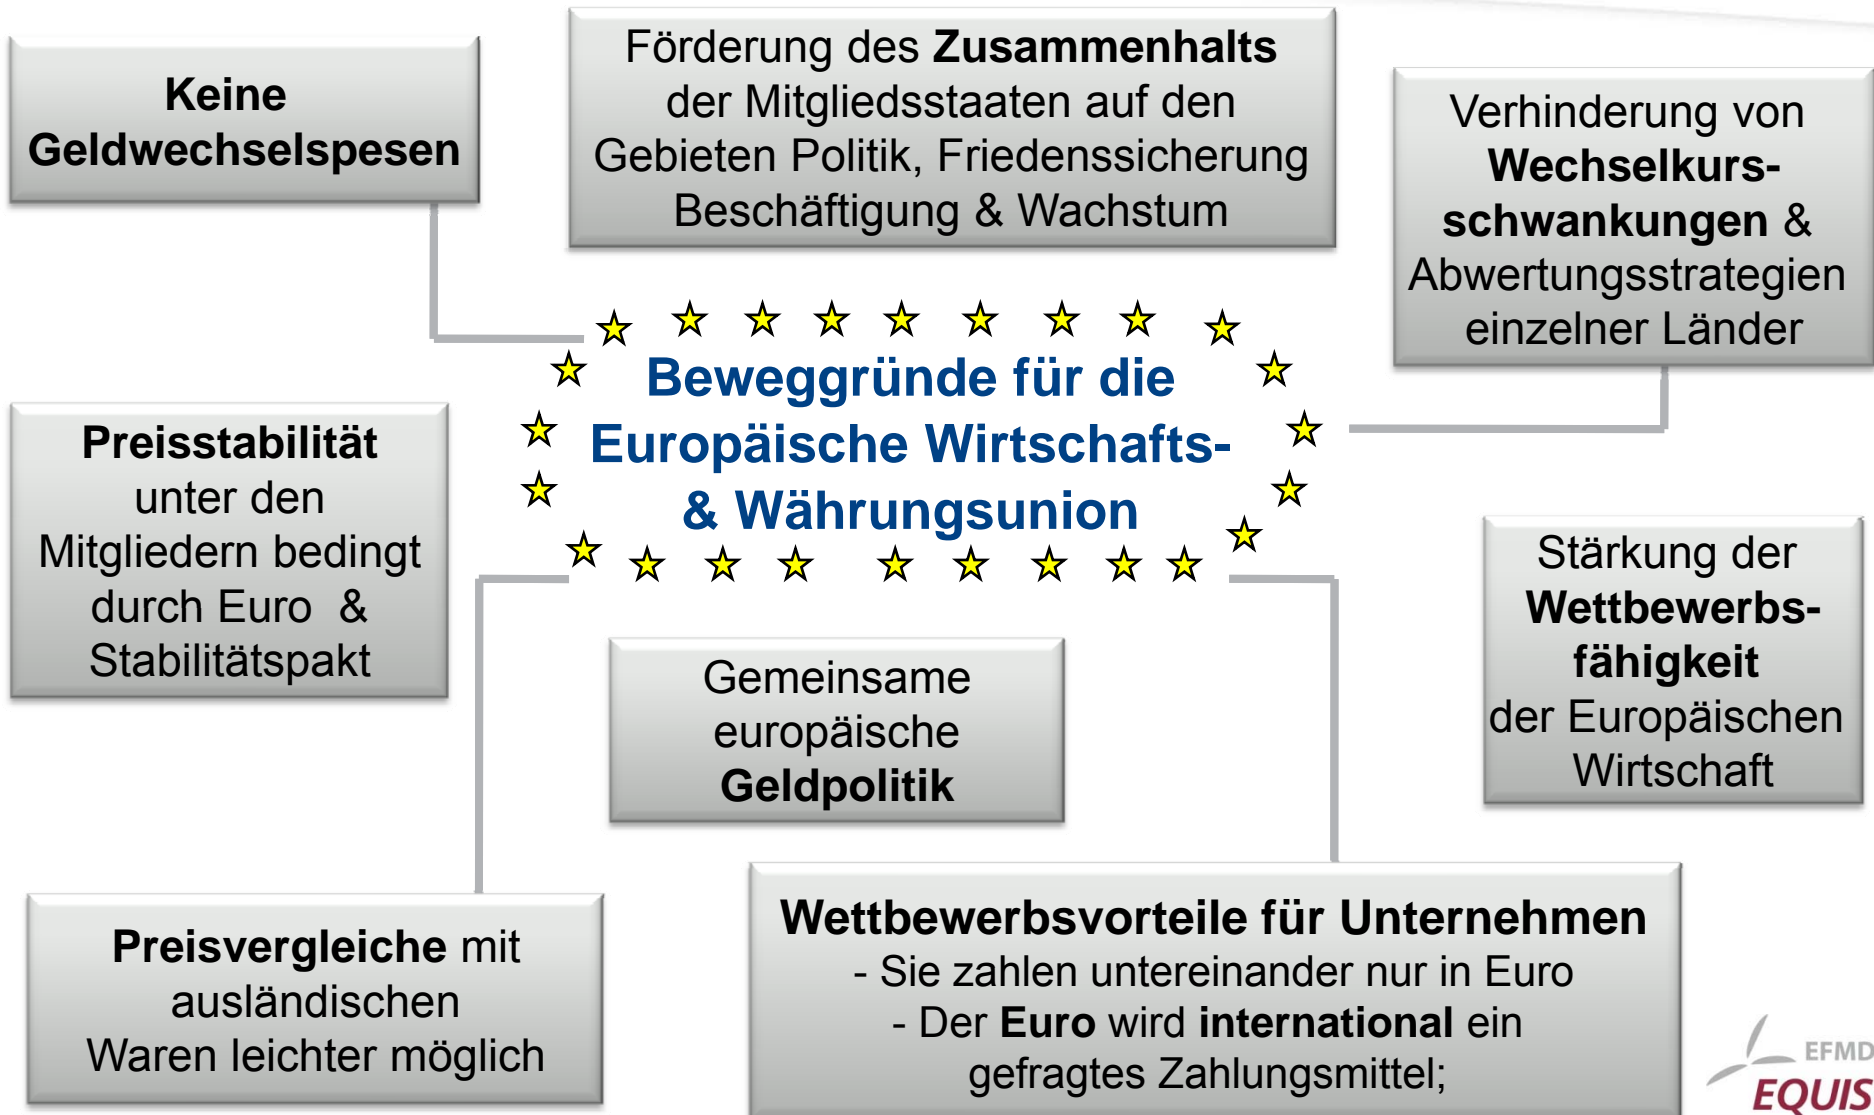 Keine
Geldwechselspesen
Förderung des Zusammenhalts
der Mitgliedsstaaten auf den
Gebieten Politik, Friedenssicherung
Beschäftigung & Wachstum
Verhinderung von
Wechselkurs-
schwankungen &
Abwertungsstrategien
einzelner Länder
Beweggründe für die
Europäische Wirtschafts-
& Währungsunion
Preisstabilität
unter den
Mitgliedern bedingt
durch Euro &
Stabilitätspakt
Gemeinsame
europäische
Geldpolitik
Stärkung der
Wettbewerbs-
fähigkeit
der Europäischen
Wirtschaft
Preisvergleiche mit
ausländischen
Waren leichter möglich
Wettbewerbsvorteile für Unternehmen
- Sie zahlen untereinander nur in Euro
- Der Euro wird international ein
gefragtes Zahlungsmittel;
EFMD
EQUIS